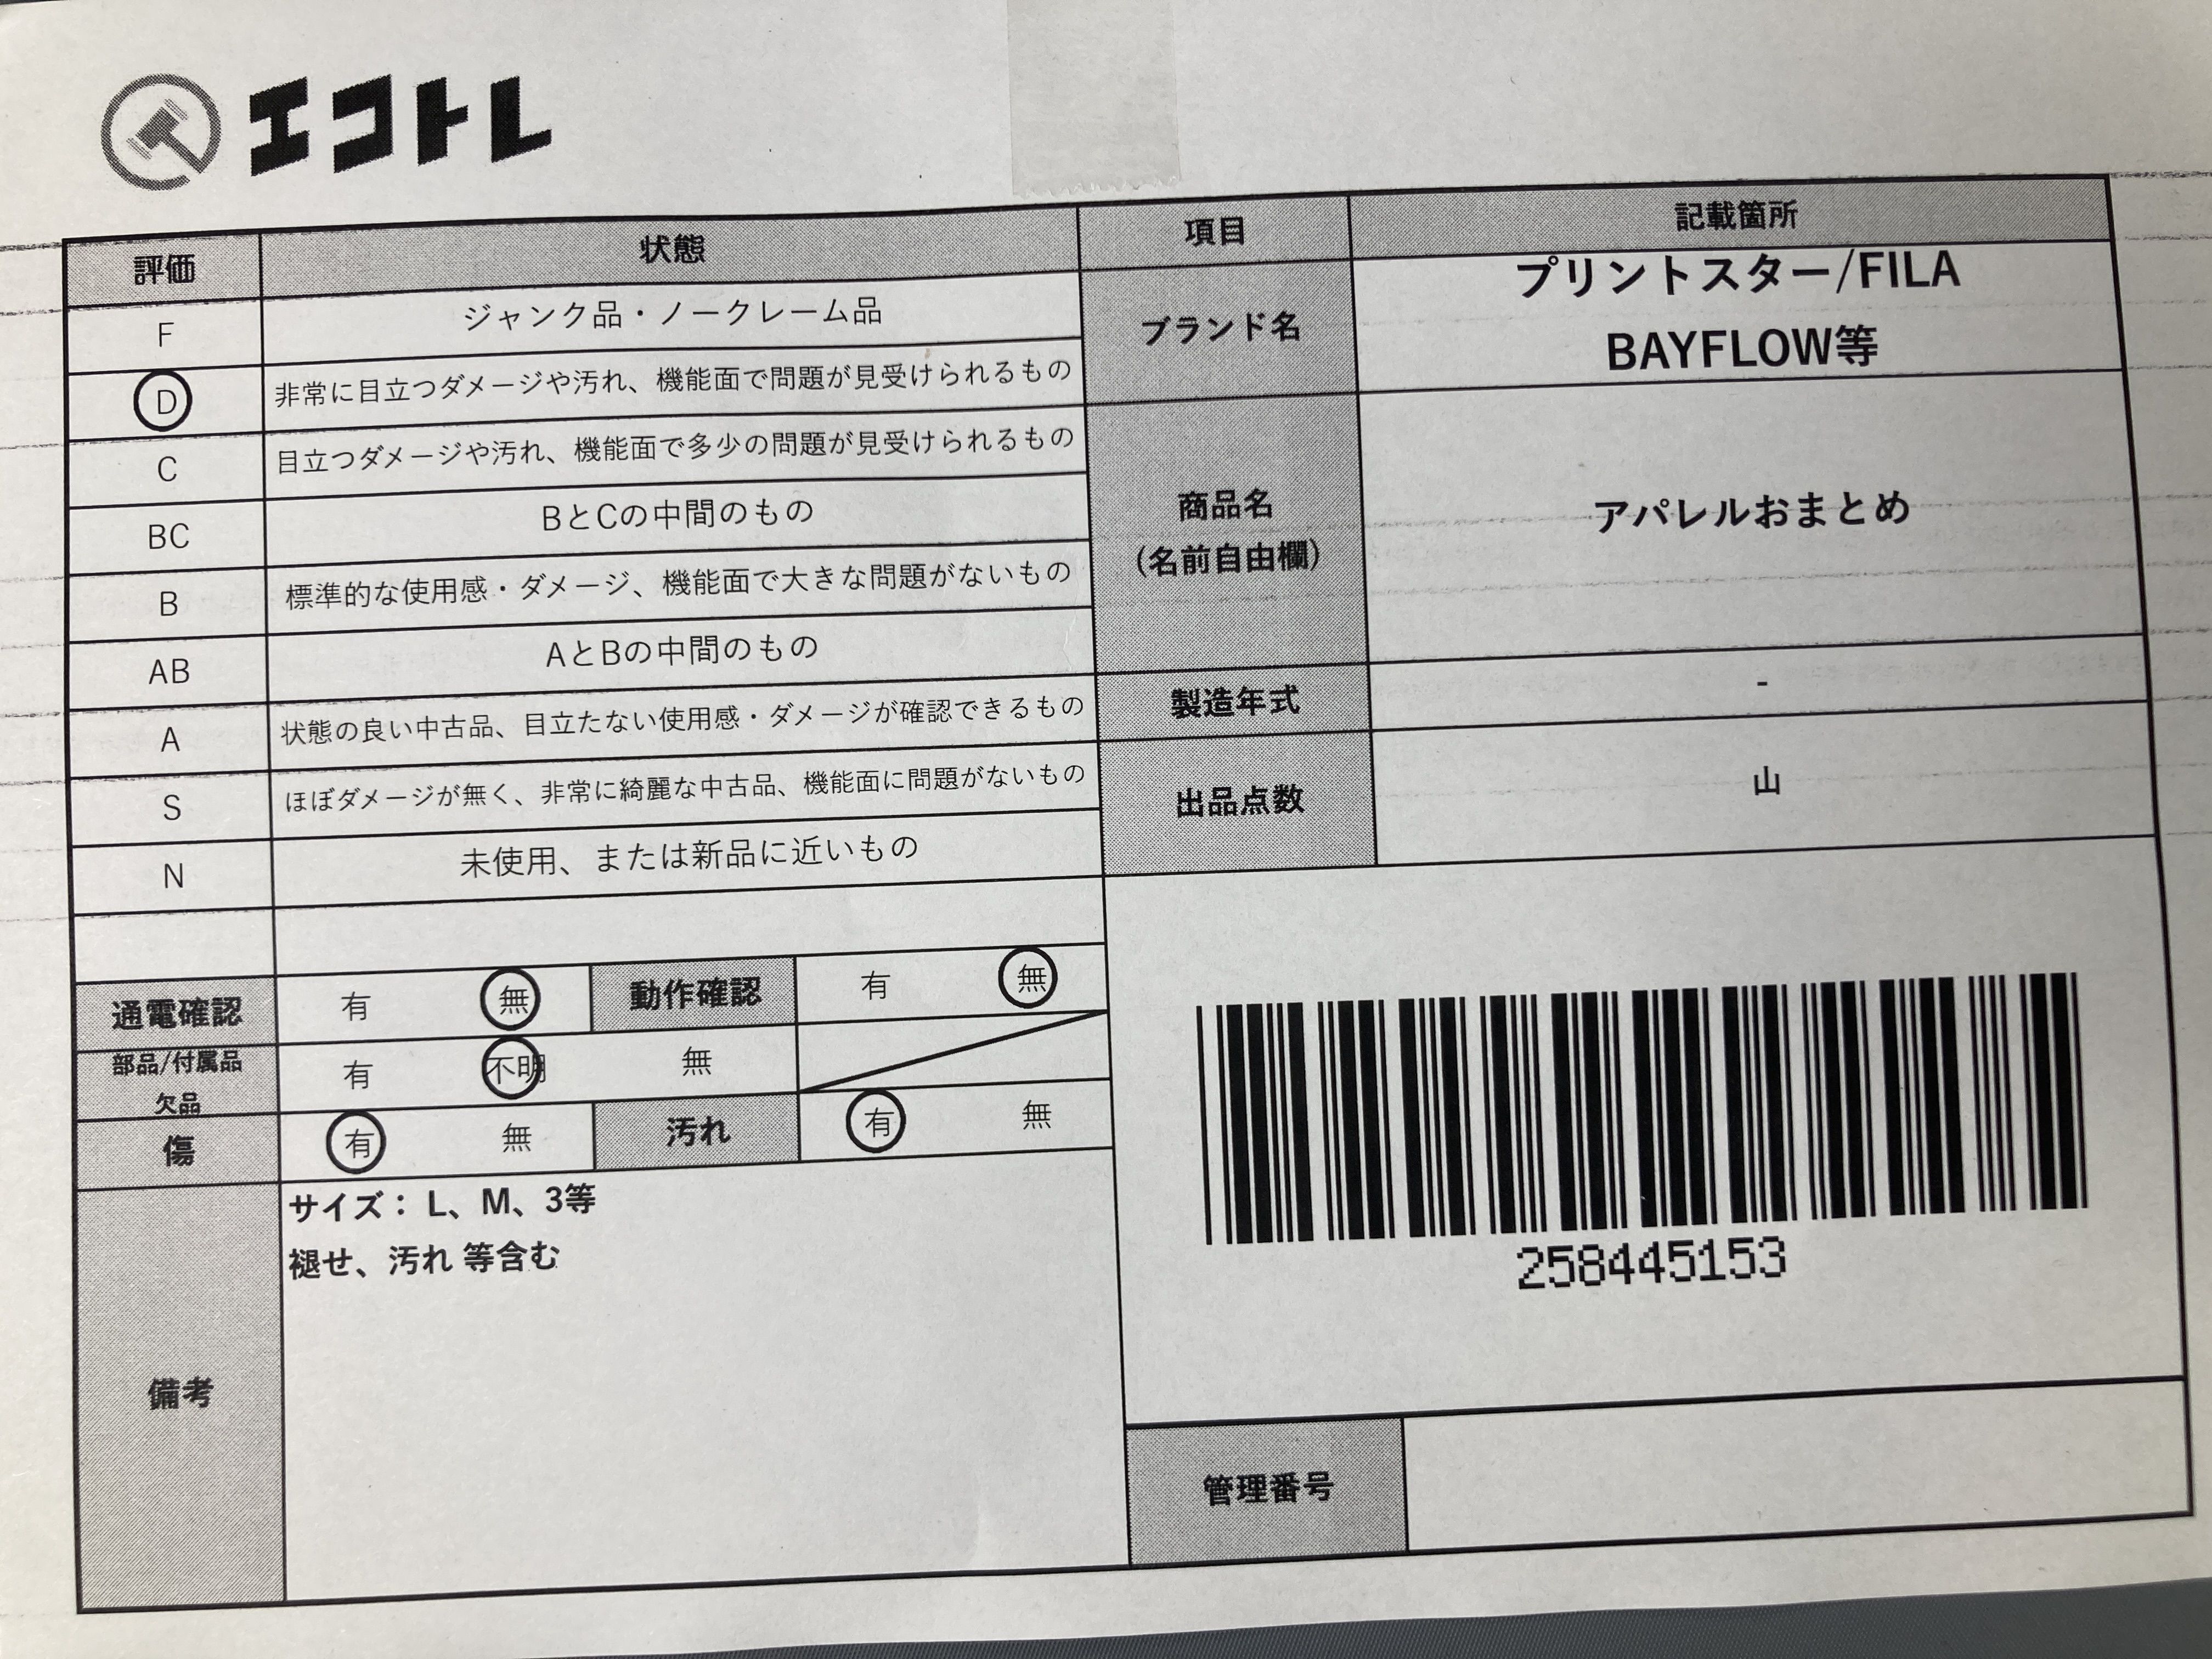 エコトレ
評価 状態 項目 記載箇所
F ジャンク品・ノークレーム品
D 非常に目立つダメージや汚れ、機能面で問題が見受けられるもの
C 目立つダメージや汚れ、機能面で多少の問題が見受けられるもの
BC BとCの中間のもの
B 標準的な使用感・ダメージ、機能面で大きな問題がないもの
AB AとBの中間のもの
A 状態の良い中古品、目立たない使用感・ダメージが確認できるもの
S ほぼダメージが無く、非常に綺麗な中古品、機能面に問題がないもの
N 未使用、または新品に近いもの
ブランド名
プリントスター/FILA
BAYFLOW等
商品名
(名前自由欄)
アパレルおまとめ
製造年式 -
出品点数 山
通電確認 有 無 動作確認 有 無
部品/付属品
欠品
有 不明 無
傷 有 無 汚れ 有 無
備考
サイズ： L、M、3等
褪せ、汚れ 等含む
258445153
管理番号